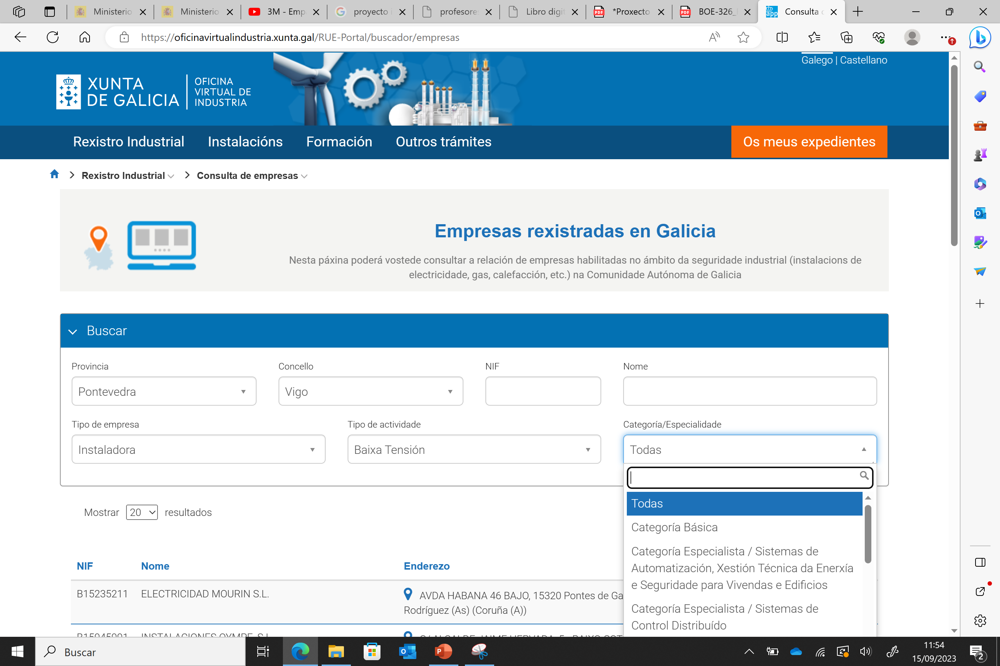 Ministerio
Ministerio
3M - Emp
proyecto i
profesores
Libro digit
*Proxecto
BOE-326_
Consulta
https://oficinavirtualindustria.xunta.gal/RUE-Portal/buscador/empresas
Galego | Castellano
XUNTA
DE GALICIA
OFICINA
VIRTUAL DE
INDUSTRIA
Rexistro Industrial
Instalacións
Formación
Outros trámites
Os meus expedientes
Rexistro Industrial
Consulta de empresas
Empresas rexistradas en Galicia
Nesta páxina poderá vostede consultar a relación de empresas habilitadas no ámbito da seguridade industrial (instalacions de
electricidade, gas, calefacción, etc.) na Comunidade Autónoma de Galicia
Buscar
Provincia
Concello
NIF
Nome
Pontevedra
Vigo
Tipo de empresa
Tipo de actividade
Categoría/Especialidade
Instaladora
Baixa Tensión
Todas
Todas
Categoría Básica
Categoría Especialista / Sistemas de
Automatización, Xestión Técnica da Enerxía
e Seguridade para Vivendas e Edificios
Categoría Especialista / Sistemas de
Control Distribuído
Mostrar 20 resultados
NIF
Nome
Enderezo
B15235211
ELECTRICIDAD MOURIN S.L.
AVDA HABANA 46 BAJO, 15320 Pontes de Ga
Rodríguez (As) (Coruña (A))
Buscar
11:54
15/09/2023
2